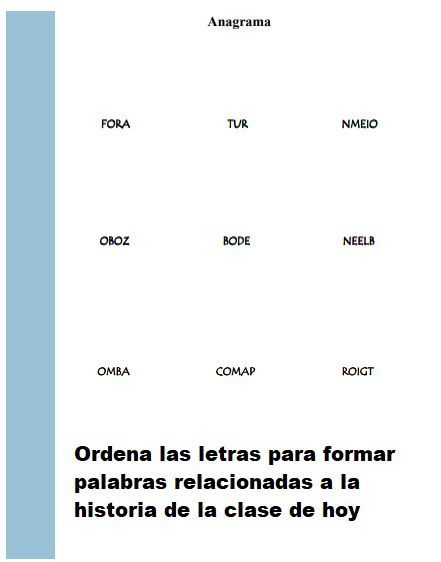 Anagrama
FORA TUR NMEIO
OBOZ BODE NEELB
OMBA COMAP ROIGT
Ordena las letras para formar
palabras relacionadas a la
historia de la clase de hoy